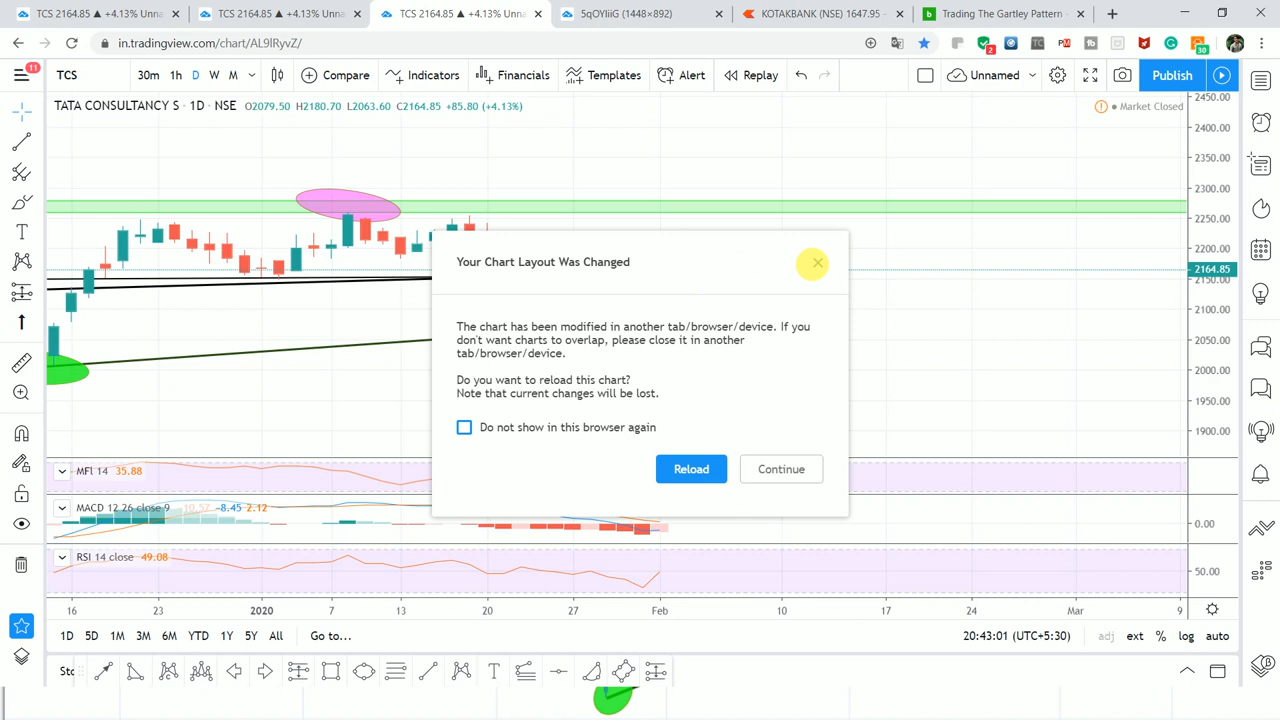 TC5 2164.85 ▲ +4.13% Unna
TC5 2164.85 ▲ +4.13% Unna
TCS 2164.85 ▲ +4.13% Unna
5qOYIiiG (1448×892)
KOTAKBANK (NSE) 1647.95 -
Trading The Gartley Pattern -
in.tradingview.com/chart/AL9lRyvZ/
2
30
11
TCS
30m 1h D W M
Compare
Indicators
Financials
Templates
Alert
Replay
Unnamed
Publish
TATA CONSULTANCY S · 1D · NSE O2079.50 H2180.70 L2063.60 C2164.85 +85.80 (+4.13%)
Market Closed
2450.00
2400.00
2350.00
2300.00
2250.00
2200.00
2164.85
2150.00
2100.00
2050.00
2000.00
1950.00
1900.00
Your Chart Layout Was Changed
The chart has been modified in another tab/browser/device. If you
don't want charts to overlap, please close it in another
tab/browser/device.
Do you want to reload this chart?
Note that current changes will be lost.
Do not show in this browser again
Reload
Continue
MFI 14 35.88
MACD 12 26 close 9 -10.57 -8.45 2.12
0.00
RSI 14 close 49.08
50.00
16 23 2020 7 13 20 27 Feb 10 17 24 Mar 9
1D 5D 1M 3M 6M YTD 1Y 5Y All Go to...
20:43:01 (UTC+5:30) adj ext % log auto
Stc